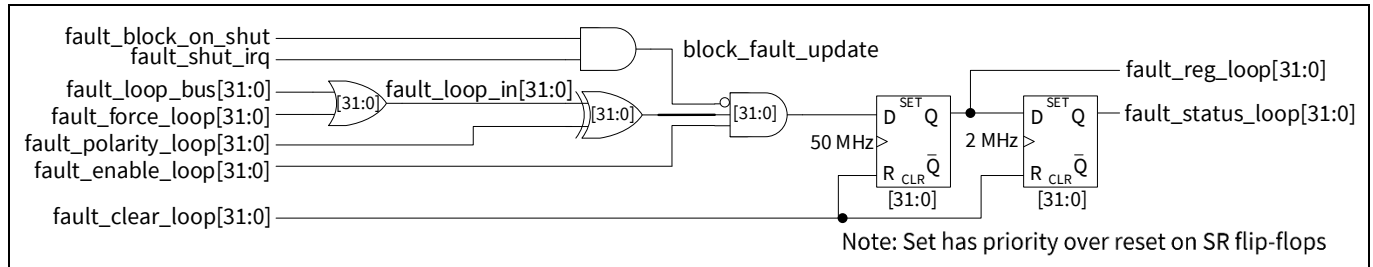 fault_block_on_shut
fault_shut_irq
block_fault_update
fault_loop_bus[31:0]
fault_force_loop[31:0]
[31:0]
fault_loop_in[31:0]
[31:0]
[31:0]
fault_polarity_loop[31:0]
fault_enable_loop[31:0]
fault_clear_loop[31:0]
SET
D Q
50 MHz
R CLR Q̅
[31:0]
SET
D Q
2 MHz
R CLR Q̅
[31:0]
fault_reg_loop[31:0]
fault_status_loop[31:0]
Note: Set has priority over reset on SR flip-flops